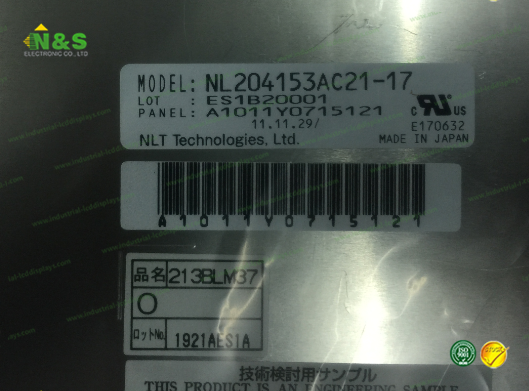 N&S
ELECTRONIC CO.,LTD
MODEL: NL204153AC21-17
LOT : ES1B20001
PANEL: A1011Y0715121
11.11.29/
NLT Technologies, Ltd.
c UR US
E170632
MADE IN JAPAN
A1011Y0715121
品名 213BLM37
O
ロットNo. 1921AES1A
技術検討用サンプル
THIS PRODUCT IS AN ENGINEERING SAMPLE